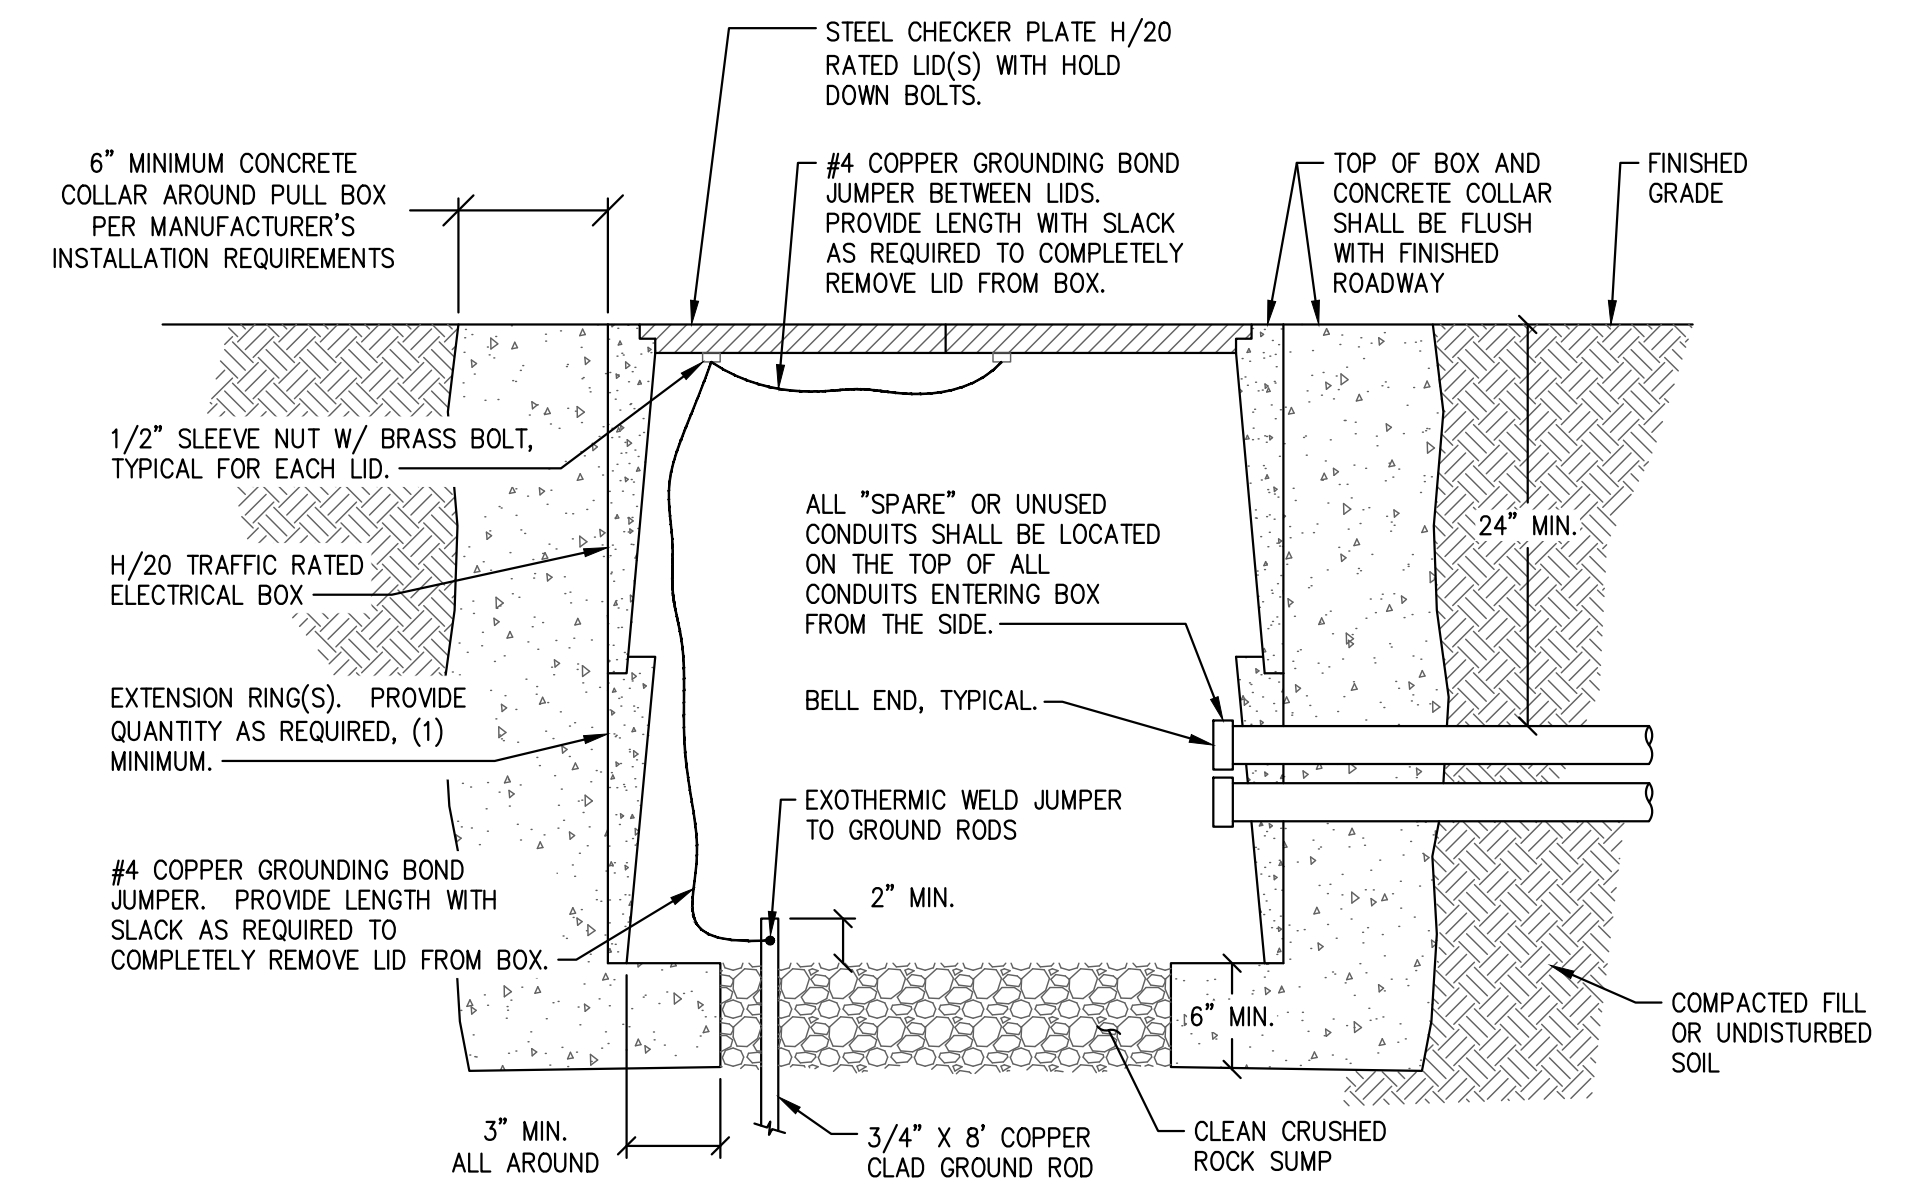 STEEL CHECKER PLATE H/20
RATED LID(S) WITH HOLD
DOWN BOLTS.
6" MINIMUM CONCRETE
COLLAR AROUND PULL BOX
PER MANUFACTURER'S
INSTALLATION REQUIREMENTS
#4 COPPER GROUNDING BOND
JUMPER BETWEEN LIDS.
PROVIDE LENGTH WITH SLACK
AS REQUIRED TO COMPLETELY
REMOVE LID FROM BOX.
TOP OF BOX AND
CONCRETE COLLAR
SHALL BE FLUSH
WITH FINISHED
ROADWAY
FINISHED
GRADE
1/2" SLEEVE NUT W/ BRASS BOLT,
TYPICAL FOR EACH LID.
ALL "SPARE" OR UNUSED
CONDUITS SHALL BE LOCATED
ON THE TOP OF ALL
CONDUITS ENTERING BOX
FROM THE SIDE.
24" MIN.
H/20 TRAFFIC RATED
ELECTRICAL BOX
EXTENSION RING(S).  PROVIDE
QUANTITY AS REQUIRED, (1)
MINIMUM.
BELL END, TYPICAL.
EXOTHERMIC WELD JUMPER
TO GROUND RODS
#4 COPPER GROUNDING BOND
JUMPER.  PROVIDE LENGTH WITH
SLACK AS REQUIRED TO
COMPLETELY REMOVE LID FROM BOX.
2" MIN.
6" MIN.
COMPACTED FILL
OR UNDISTURBED
SOIL
3" MIN.
ALL AROUND
3/4" X 8' COPPER
CLAD GROUND ROD
CLEAN CRUSHED
ROCK SUMP